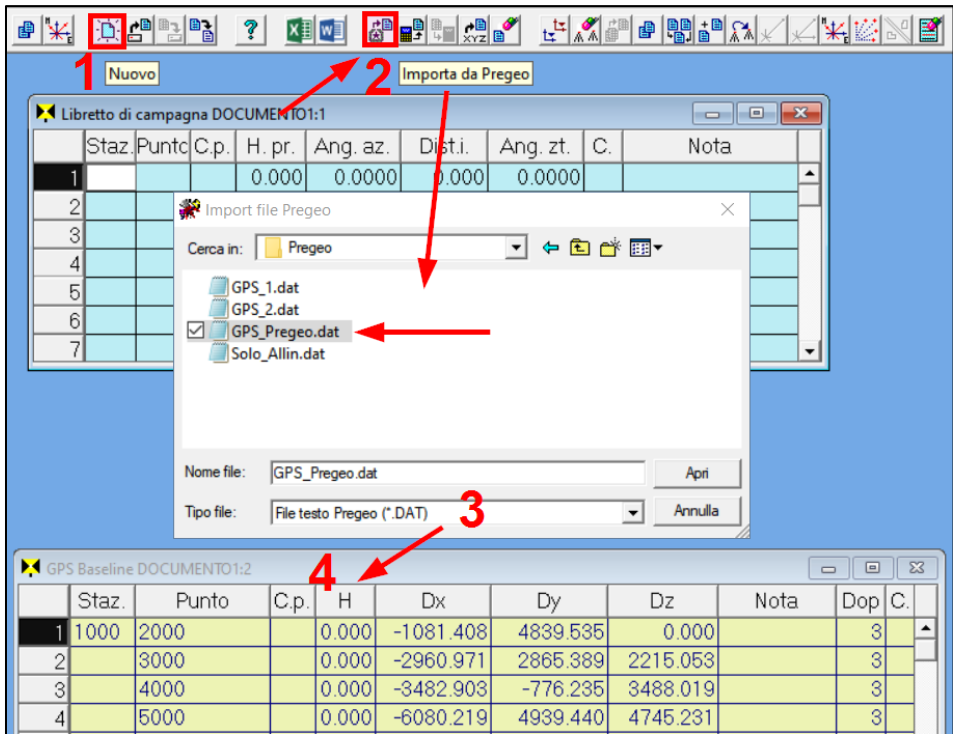 1 Nuovo 2 Importa da Pregeo
Libretto di campagna DOCUMENTO1:1
Staz. Punto C.p. H. pr. Ang. az. Dist.i. Ang. zt. C. Nota
1 0.000 0.0000 0.000 0.0000
2
3
4
5
6
7
Import file Pregeo
Cerca in: Pregeo
GPS_1.dat
GPS_2.dat
GPS_Pregeo.dat
Solo_Allin.dat
Nome file: GPS_Pregeo.dat Apri
Tipo file: File testo Pregeo (*.DAT) Annulla
3
4
GPS Baseline DOCUMENTO1:2
Staz. Punto C.p. H Dx Dy Dz Nota Dop C.
1 1000 2000 0.000 -1081.408 4839.535 0.000 3
2 3000 0.000 -2960.971 2865.389 2215.053 3
3 4000 0.000 -3482.903 -776.235 3488.019 3
4 5000 0.000 -6080.219 4939.440 4745.231 3